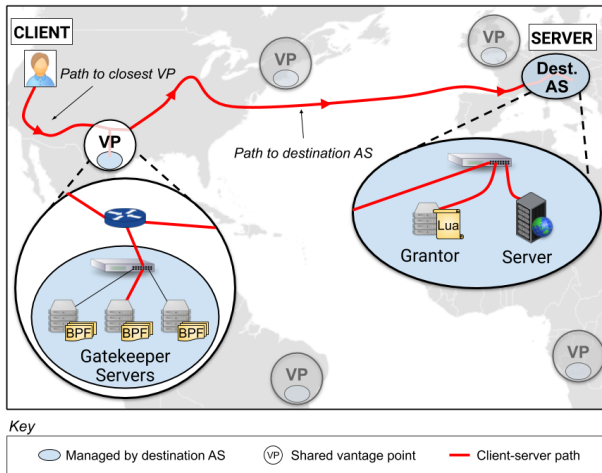 CLIENT
Path to closest VP
VP
VP
SERVER
Dest.
AS
VP
Path to destination AS
Lua
Grantor
Server
BPF
BPF
BPF
Gatekeeper
Servers
VP
VP
Key
Managed by destination AS
VP
Shared vantage point
Client-server path